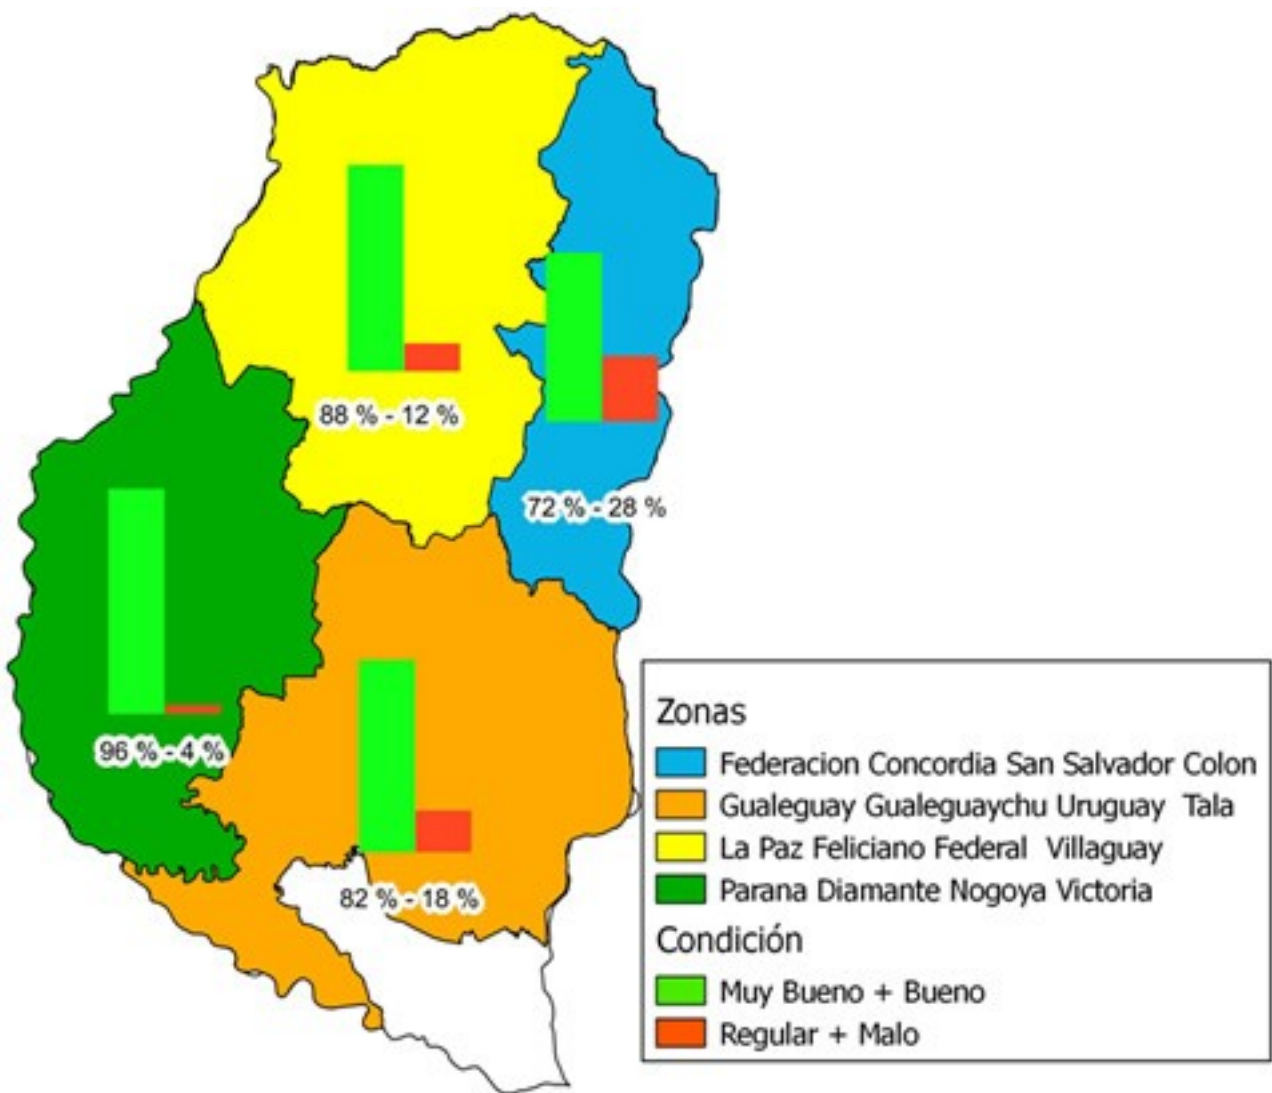 88 % - 12 %
72 % - 28 %
96 % - 4 %
82 % - 18 %
Zonas
Federacion Concordia San Salvador Colon
Gualeguay Gualeguaychu Uruguay  Tala
La Paz Feliciano Federal  Villaguay
Parana Diamante Nogoya Victoria
Condición
Muy Bueno + Bueno
Regular + Malo